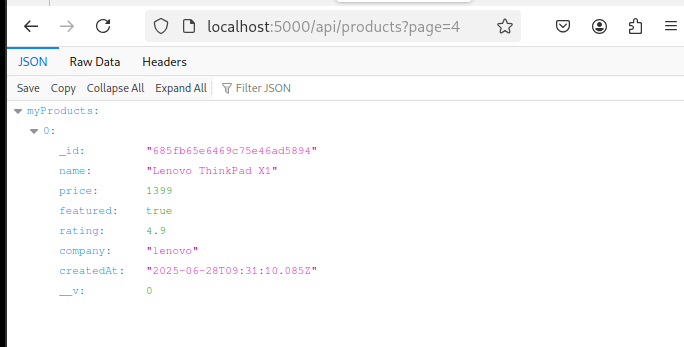 localhost:5000/api/products?page=4
JSON Raw Data Headers
Save Copy Collapse All Expand All Filter JSON
myProducts:
0:
_id: "685fb65e6469c75e46ad5894"
name: "Lenovo ThinkPad X1"
price: 1399
featured: true
rating: 4.9
company: "lenovo"
createdAt: "2025-06-28T09:31:10.085Z"
__v: 0